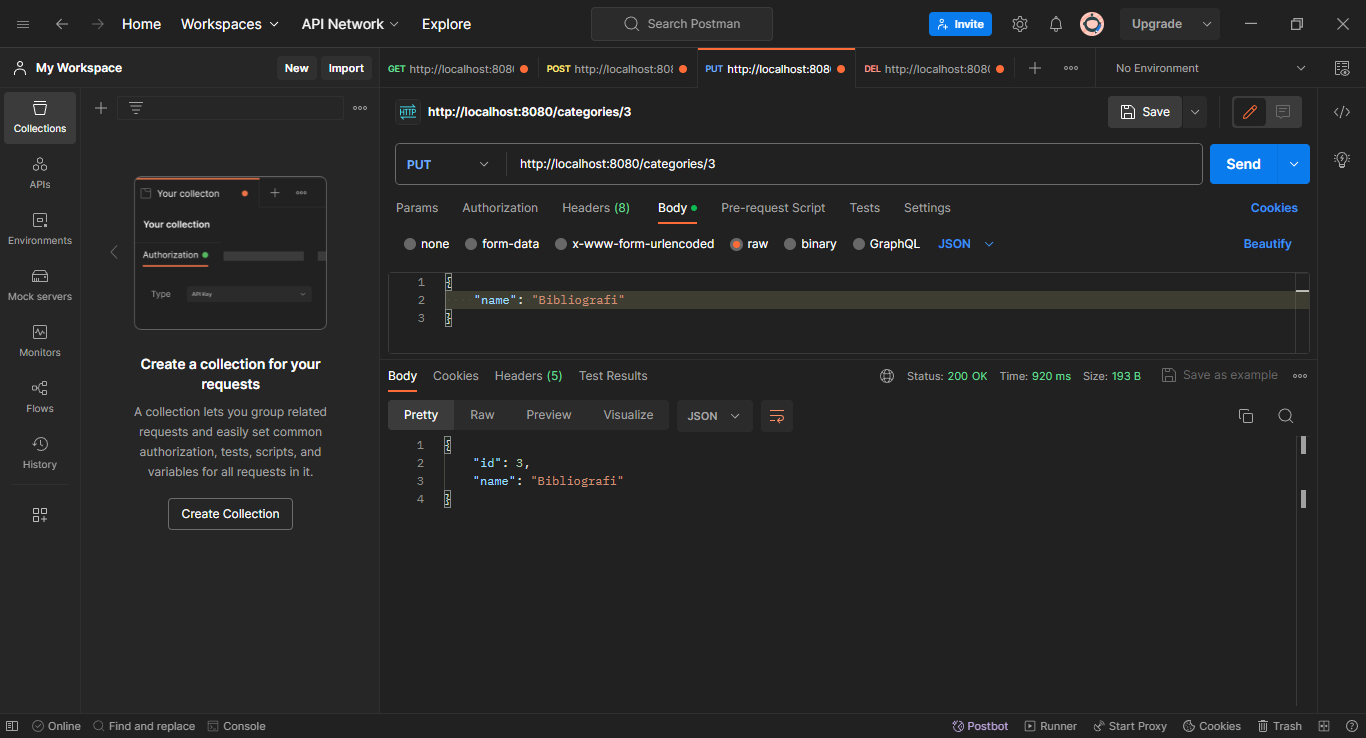 Home Workspaces API Network Explore Search Postman Invite Upgrade
My Workspace New Import GET http://localhost:8080 POST http://localhost:808 PUT http://localhost:8080 DEL http://localhost:8080 No Environment
Collections
APIs
Environments
Mock servers
Monitors
Flows
History
Your collecton
Your collection
Authorization
Type API Key
Create a collection for your
requests
A collection lets you group related
requests and easily set common
authorization, tests, scripts, and
variables for all requests in it.
Create Collection
HTTP http://localhost:8080/categories/3 Save
PUT http://localhost:8080/categories/3 Send
Params Authorization Headers (8) Body Pre-request Script Tests Settings Cookies
none form-data x-www-form-urlencoded raw binary GraphQL JSON Beautify
1 {
2 "name": "Bibliografi"
3 }
Body Cookies Headers (5) Test Results Status: 200 OK Time: 920 ms Size: 193 B Save as example
Pretty Raw Preview Visualize JSON
1 {
2 "id": 3,
3 "name": "Bibliografi"
4 }
Online Find and replace Console Postbot Runner Start Proxy Cookies Trash